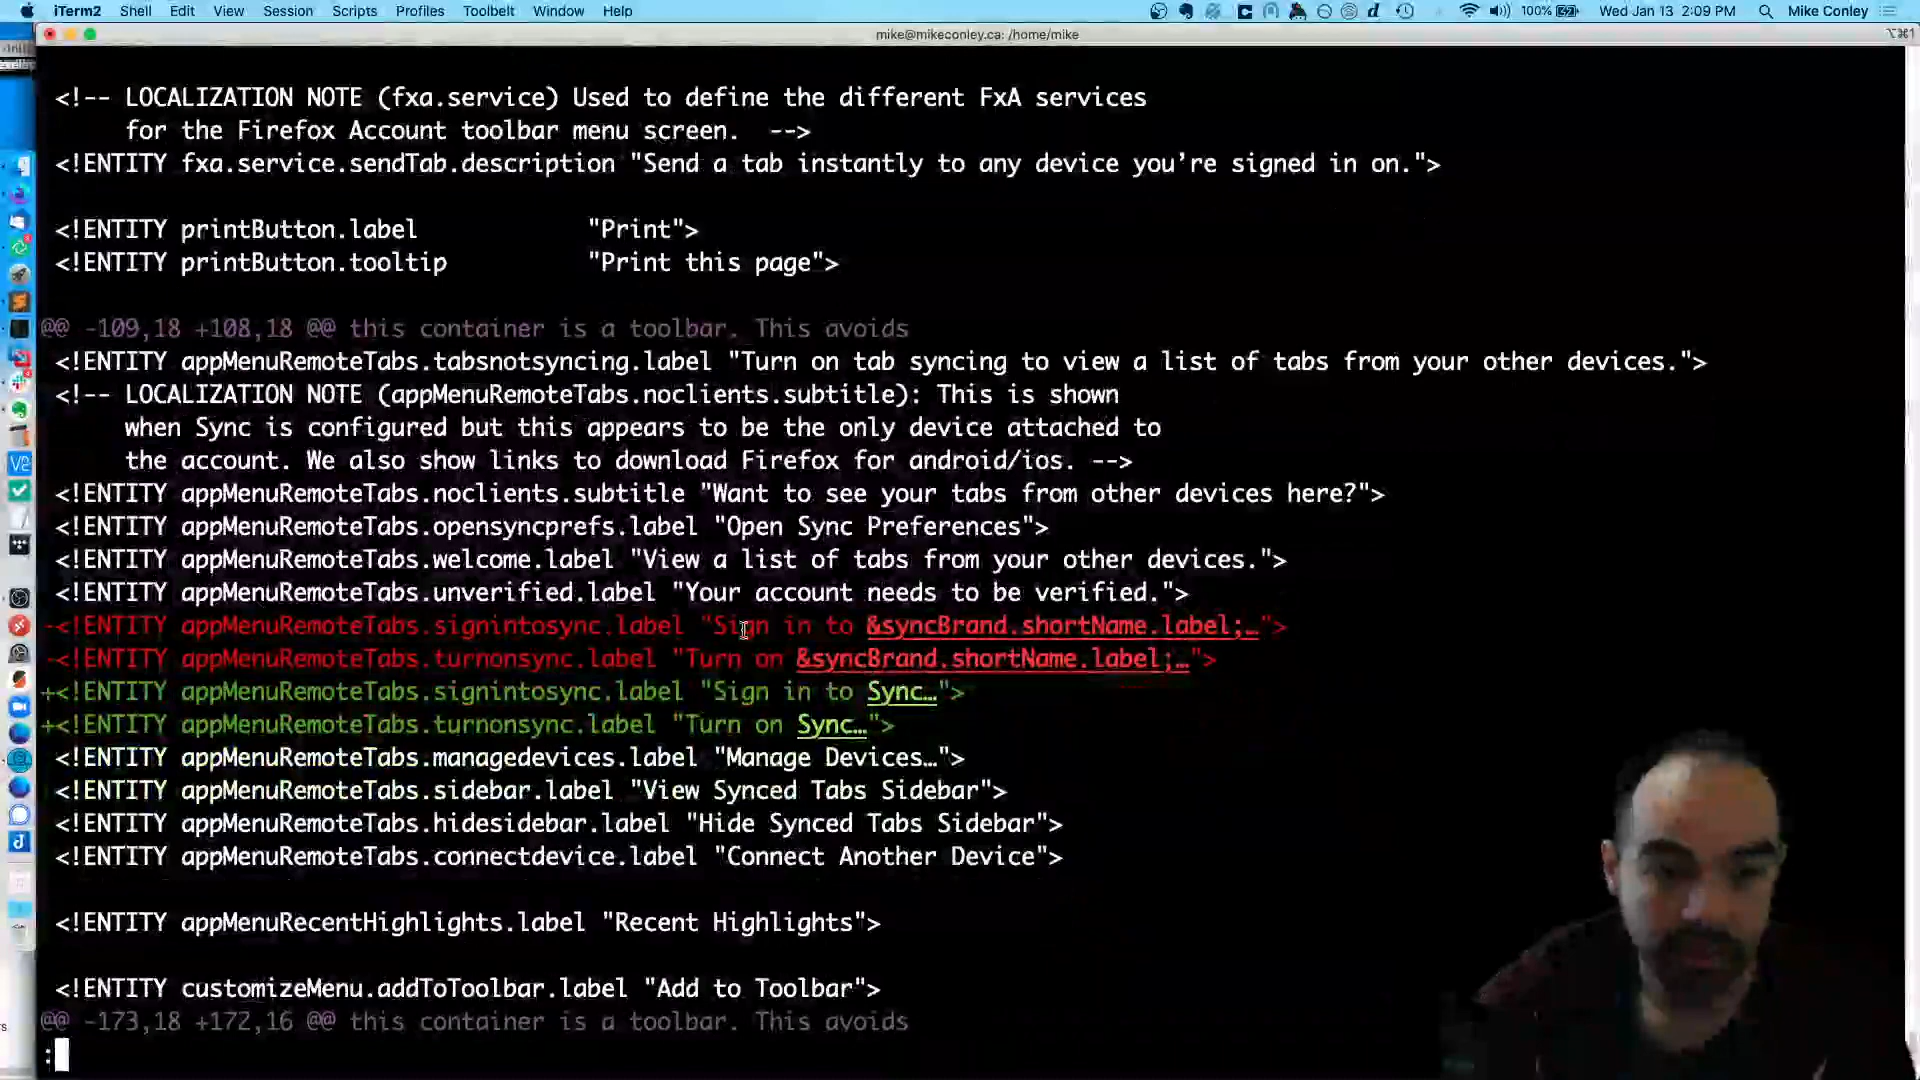 iTerm2 Shell Edit View Session Scripts Profiles Toolbelt Window Help 100% Wed Jan 13 2:09 PM Mike Conley
mike@mikeconley.ca: /home/mike ⌥⌘1
<!-- LOCALIZATION NOTE (fxa.service) Used to define the different FxA services
for the Firefox Account toolbar menu screen. -->
<!ENTITY fxa.service.sendTab.description "Send a tab instantly to any device you’re signed in on.">
<!ENTITY printButton.label "Print">
<!ENTITY printButton.tooltip "Print this page">
@@ -109,18 +108,18 @@ this container is a toolbar. This avoids
<!ENTITY appMenuRemoteTabs.tabsnotsyncing.label "Turn on tab syncing to view a list of tabs from your other devices.">
<!-- LOCALIZATION NOTE (appMenuRemoteTabs.noclients.subtitle): This is shown
when Sync is configured but this appears to be the only device attached to
the account. We also show links to download Firefox for android/ios. -->
<!ENTITY appMenuRemoteTabs.noclients.subtitle "Want to see your tabs from other devices here?">
<!ENTITY appMenuRemoteTabs.opensyncprefs.label "Open Sync Preferences">
<!ENTITY appMenuRemoteTabs.welcome.label "View a list of tabs from your other devices.">
<!ENTITY appMenuRemoteTabs.unverified.label "Your account needs to be verified.">
-<!ENTITY appMenuRemoteTabs.signintosync.label "Sign in to &syncBrand.shortName.label;…">
-<!ENTITY appMenuRemoteTabs.turnonsync.label "Turn on &syncBrand.shortName.label;…">
+<!ENTITY appMenuRemoteTabs.signintosync.label "Sign in to Sync…">
+<!ENTITY appMenuRemoteTabs.turnonsync.label "Turn on Sync…">
<!ENTITY appMenuRemoteTabs.managedevices.label "Manage Devices…">
<!ENTITY appMenuRemoteTabs.sidebar.label "View Synced Tabs Sidebar">
<!ENTITY appMenuRemoteTabs.hidesidebar.label "Hide Synced Tabs Sidebar">
<!ENTITY appMenuRemoteTabs.connectdevice.label "Connect Another Device">
<!ENTITY appMenuRecentHighlights.label "Recent Highlights">
<!ENTITY customizeMenu.addToToolbar.label "Add to Toolbar">
@@ -173,18 +172,16 @@ this container is a toolbar. This avoids
: